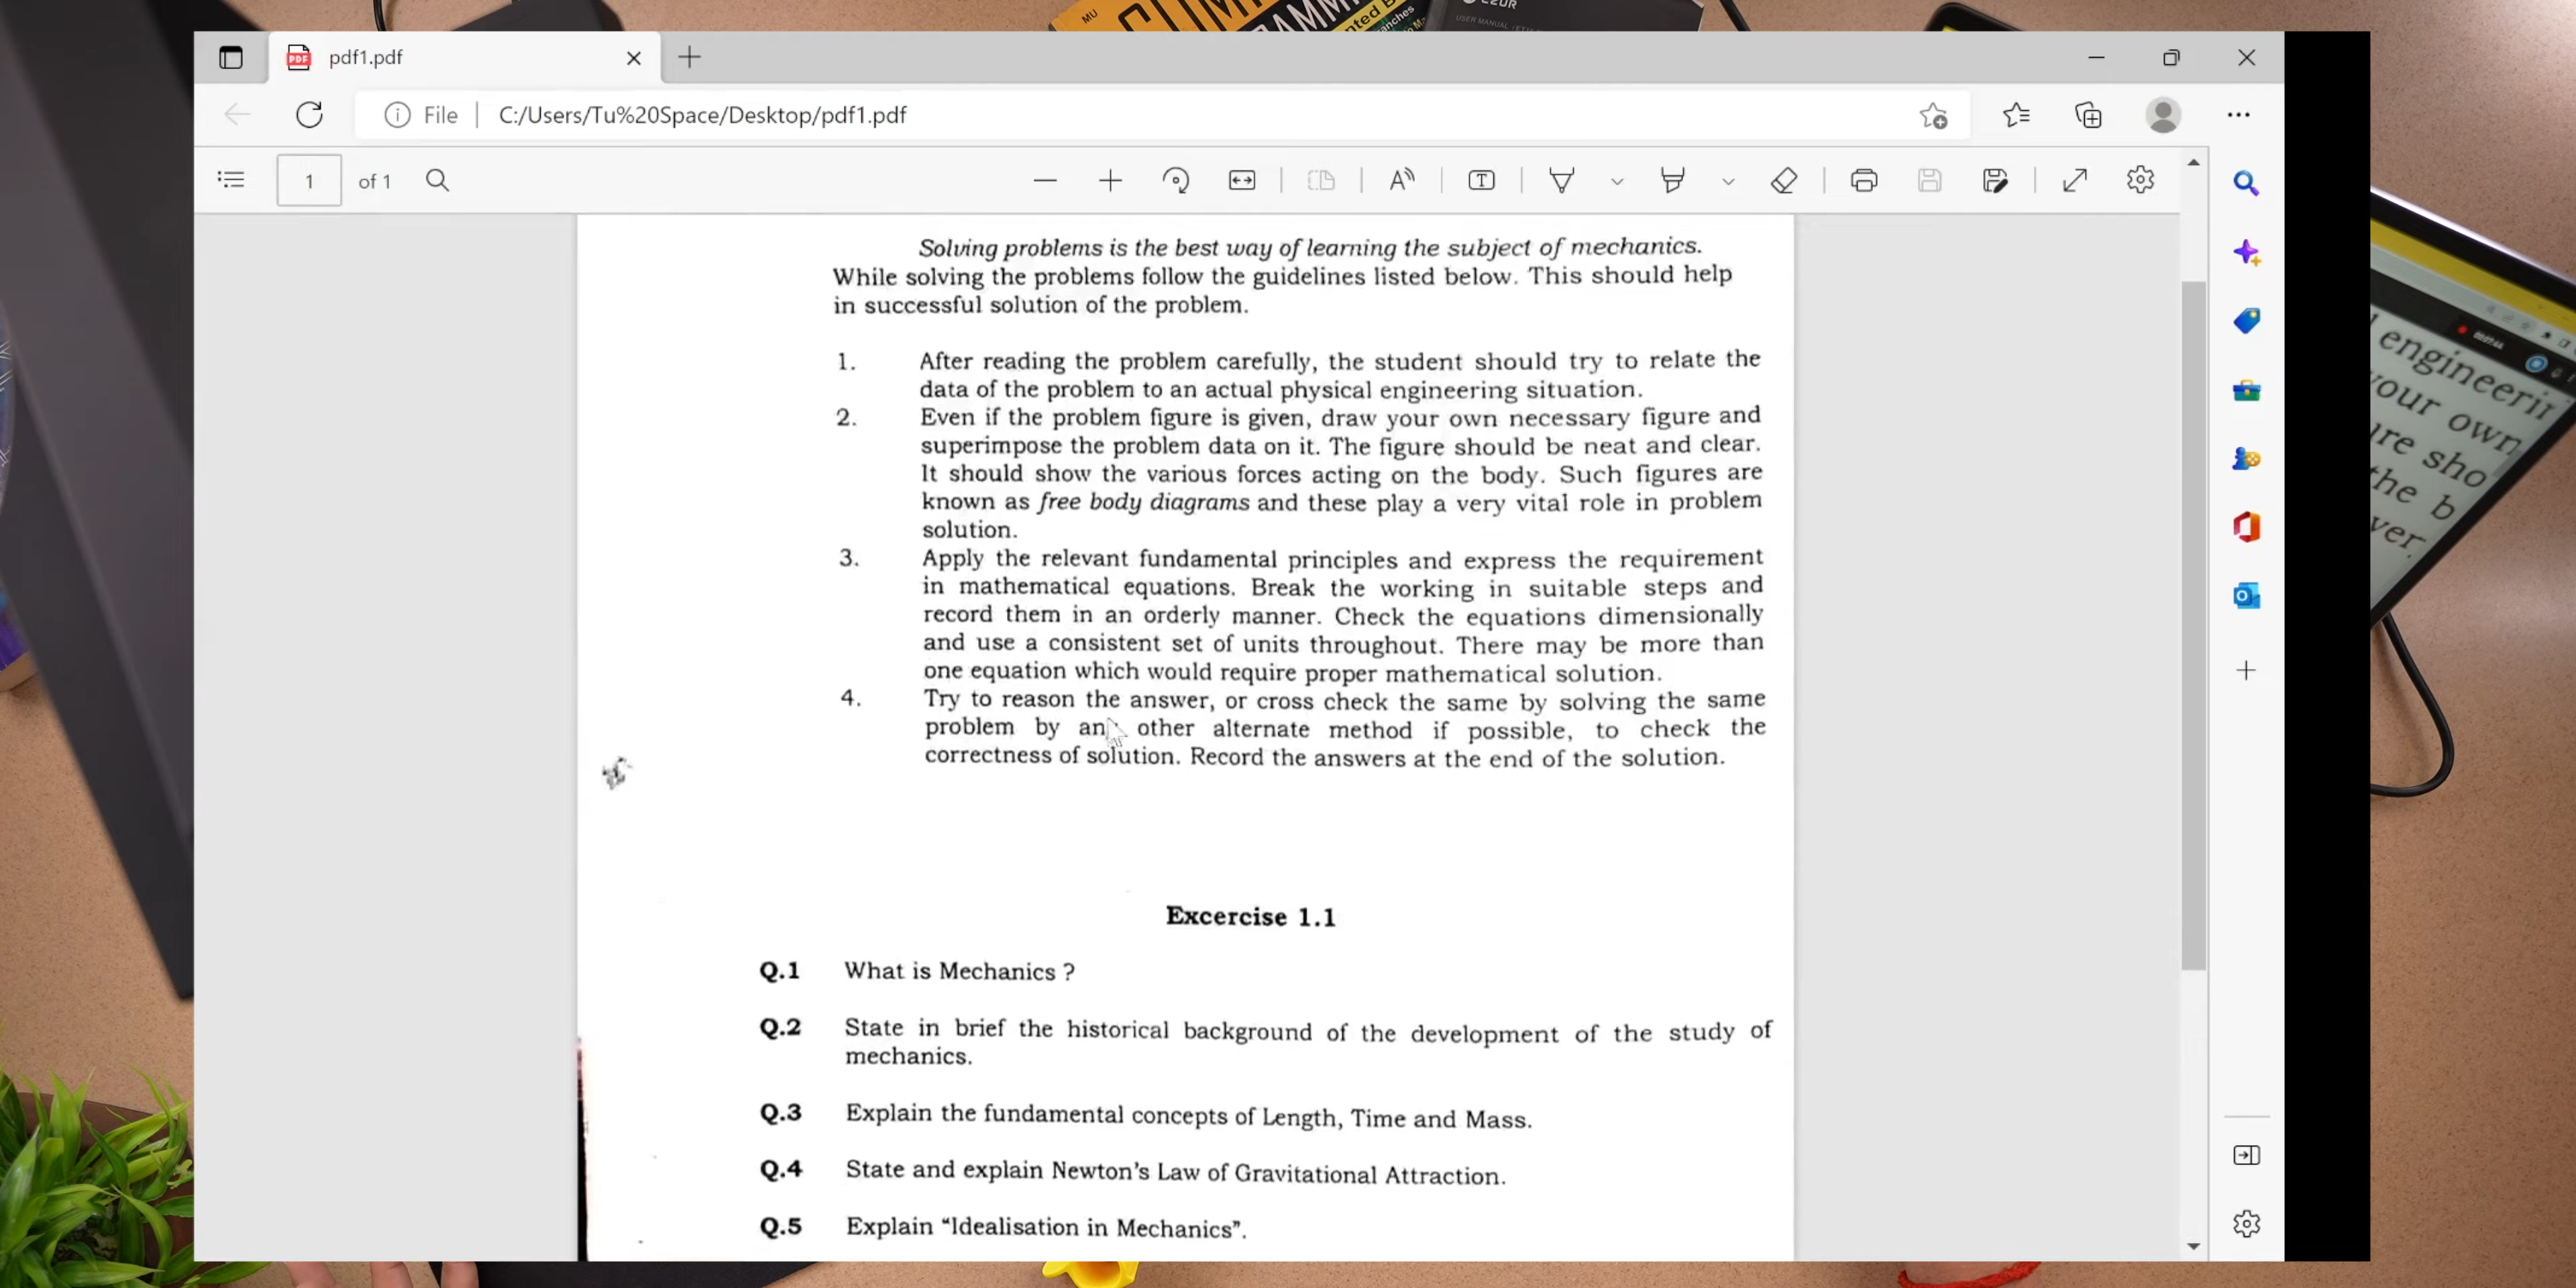 MU
USER MANUAL
pdf1.pdf
File
C:/Users/Tu%20Space/Desktop/pdf1.pdf
1 of 1
Solving problems is the best way of learning the subject of mechanics.
While solving the problems follow the guidelines listed below. This should help
in successful solution of the problem.
1. After reading the problem carefully, the student should try to relate the
data of the problem to an actual physical engineering situation.
2. Even if the problem figure is given, draw your own necessary figure and
superimpose the problem data on it. The figure should be neat and clear.
It should show the various forces acting on the body. Such figures are
known as free body diagrams and these play a very vital role in problem
solution.
3. Apply the relevant fundamental principles and express the requirement
in mathematical equations. Break the working in suitable steps and
record them in an orderly manner. Check the equations dimensionally
and use a consistent set of units throughout. There may be more than
one equation which would require proper mathematical solution.
4. Try to reason the answer, or cross check the same by solving the same
problem by an other alternate method if possible, to check the
correctness of solution. Record the answers at the end of the solution.
Excercise 1.1
Q.1 What is Mechanics ?
Q.2 State in brief the historical background of the development of the study of
mechanics.
Q.3 Explain the fundamental concepts of Length, Time and Mass.
Q.4 State and explain Newton's Law of Gravitational Attraction.
Q.5 Explain "Idealisation in Mechanics".
engineerin
your own
ure sho
the b
ver